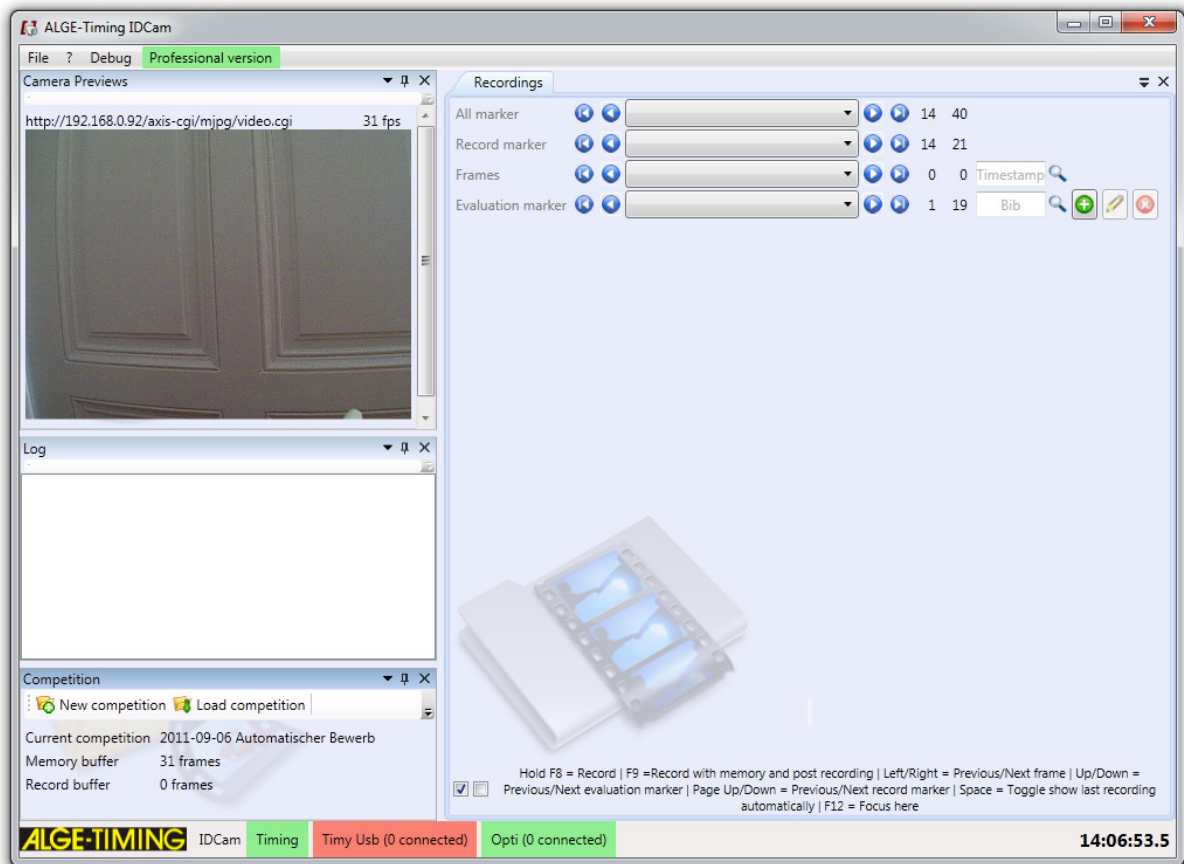 ALGE-Timing IDCam
File ? Debug Professional version
Camera Previews
http://192.168.0.92/axis-cgi/mjpg/video.cgi 31 fps
Log
Competition
New competition Load competition
Current competition 2011-09-06 Automatischer Bewerb
Memory buffer 31 frames
Record buffer 0 frames
Recordings
All marker 14 40
Record marker 14 21
Frames 0 0 Timestamp
Evaluation marker 1 19 Bib
Hold F8 = Record | F9 =Record with memory and post recording | Left/Right = Previous/Next frame | Up/Down =
Previous/Next evaluation marker | Page Up/Down = Previous/Next record marker | Space = Toggle show last recording
automatically | F12 = Focus here
ALGE-TIMING IDCam Timing Timy Usb (0 connected) Opti (0 connected) 14:06:53.5